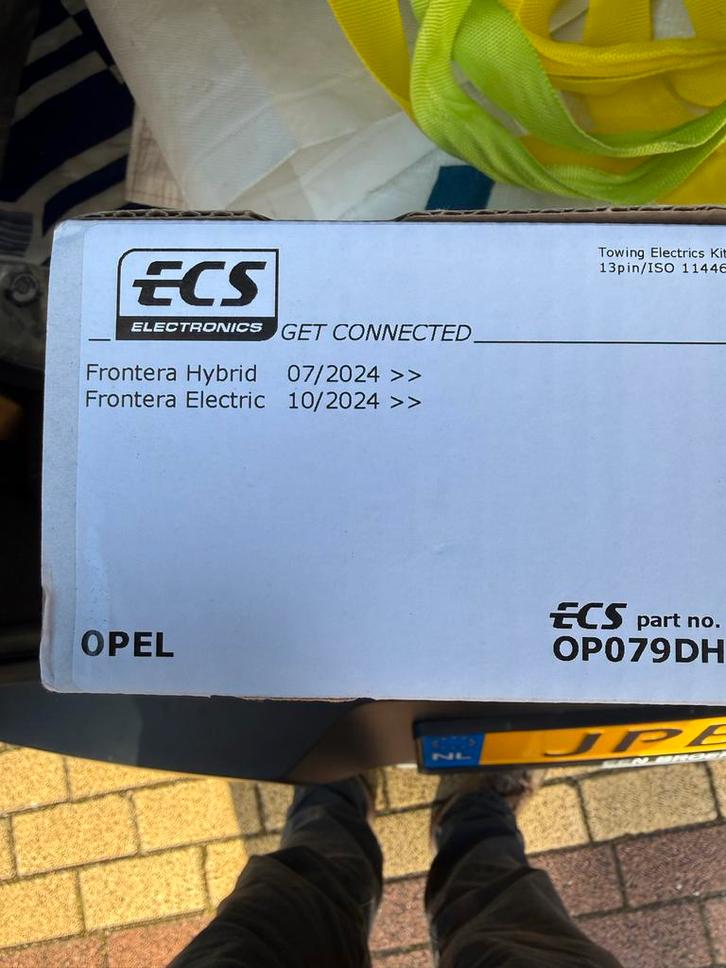 Towing Electrics Kit
13pin/ISO 11446
ECS
ELECTRONICS
GET CONNECTED
Frontera Hybrid 07/2024 >>
Frontera Electric 10/2024 >>
ECS part no.
OPEL
OP079DH
NL
JPB